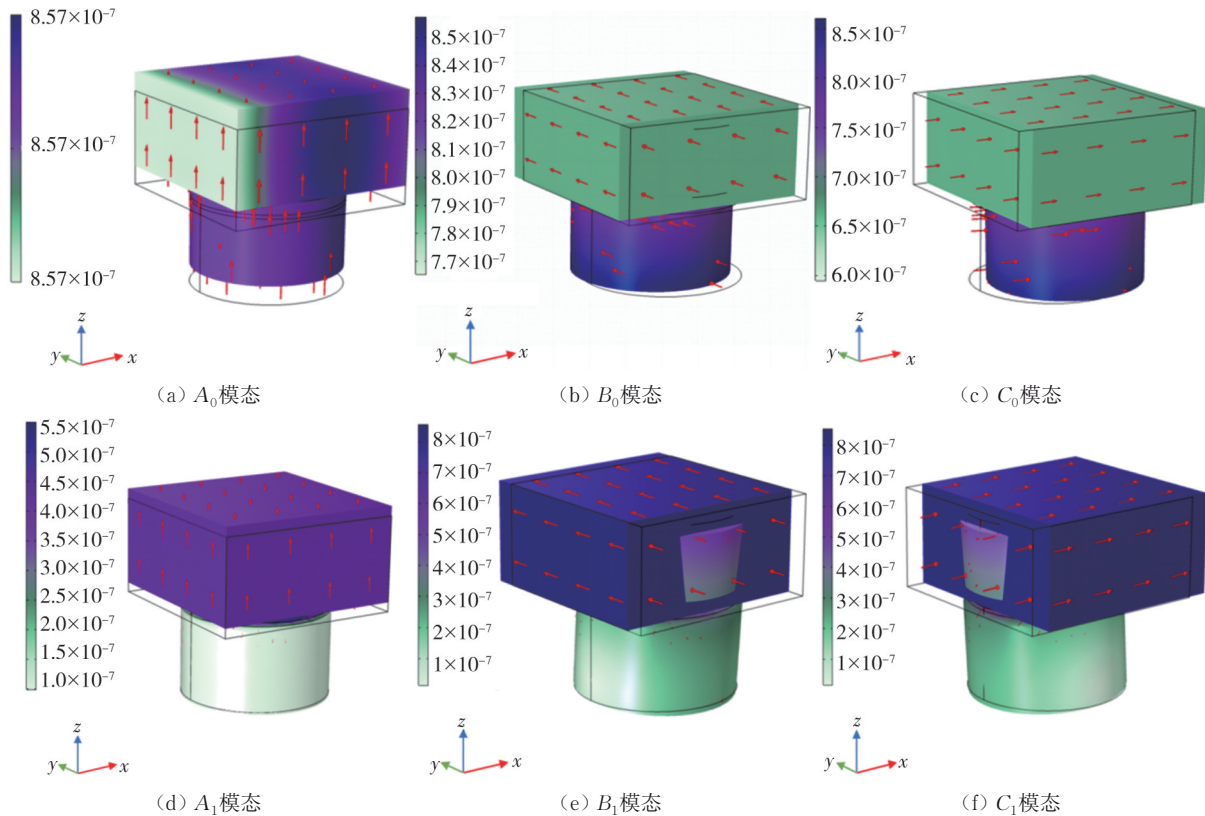 8.57×10⁻⁷
8.57×10⁻⁷
8.57×10⁻⁷
z
y
x
(a) A₀模态
8.5×10⁻⁷
8.4×10⁻⁷
8.3×10⁻⁷
8.2×10⁻⁷
8.1×10⁻⁷
8.0×10⁻⁷
7.9×10⁻⁷
7.8×10⁻⁷
7.7×10⁻⁷
z
y
x
(b) B₀模态
8.5×10⁻⁷
8.0×10⁻⁷
7.5×10⁻⁷
7.0×10⁻⁷
6.5×10⁻⁷
6.0×10⁻⁷
z
y
x
(c) C₀模态
5.5×10⁻⁷
5.0×10⁻⁷
4.5×10⁻⁷
4.0×10⁻⁷
3.5×10⁻⁷
3.0×10⁻⁷
2.5×10⁻⁷
2.0×10⁻⁷
1.5×10⁻⁷
1.0×10⁻⁷
z
y
x
(d) A₁模态
8×10⁻⁷
7×10⁻⁷
6×10⁻⁷
5×10⁻⁷
4×10⁻⁷
3×10⁻⁷
2×10⁻⁷
1×10⁻⁷
z
y
x
(e) B₁模态
8×10⁻⁷
7×10⁻⁷
6×10⁻⁷
5×10⁻⁷
4×10⁻⁷
3×10⁻⁷
2×10⁻⁷
1×10⁻⁷
z
y
x
(f) C₁模态